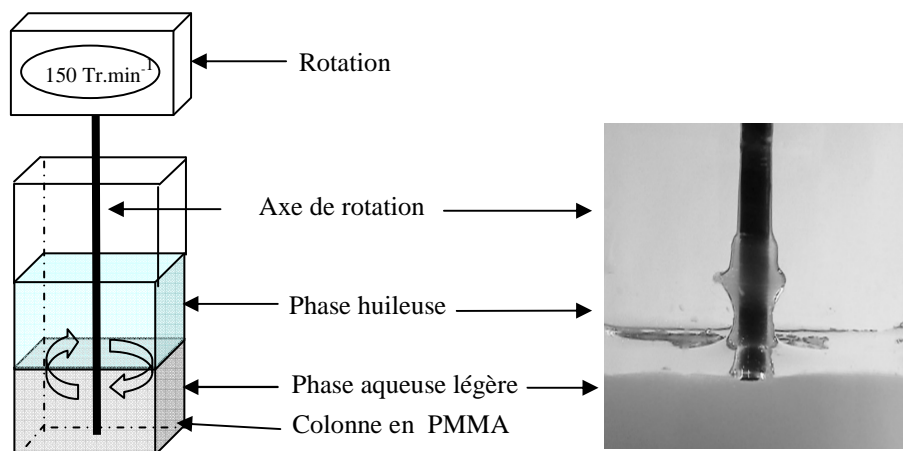 150 Tr.min⁻¹
Rotation
Axe de rotation
Phase huileuse
Phase aqueuse légère
Colonne en PMMA